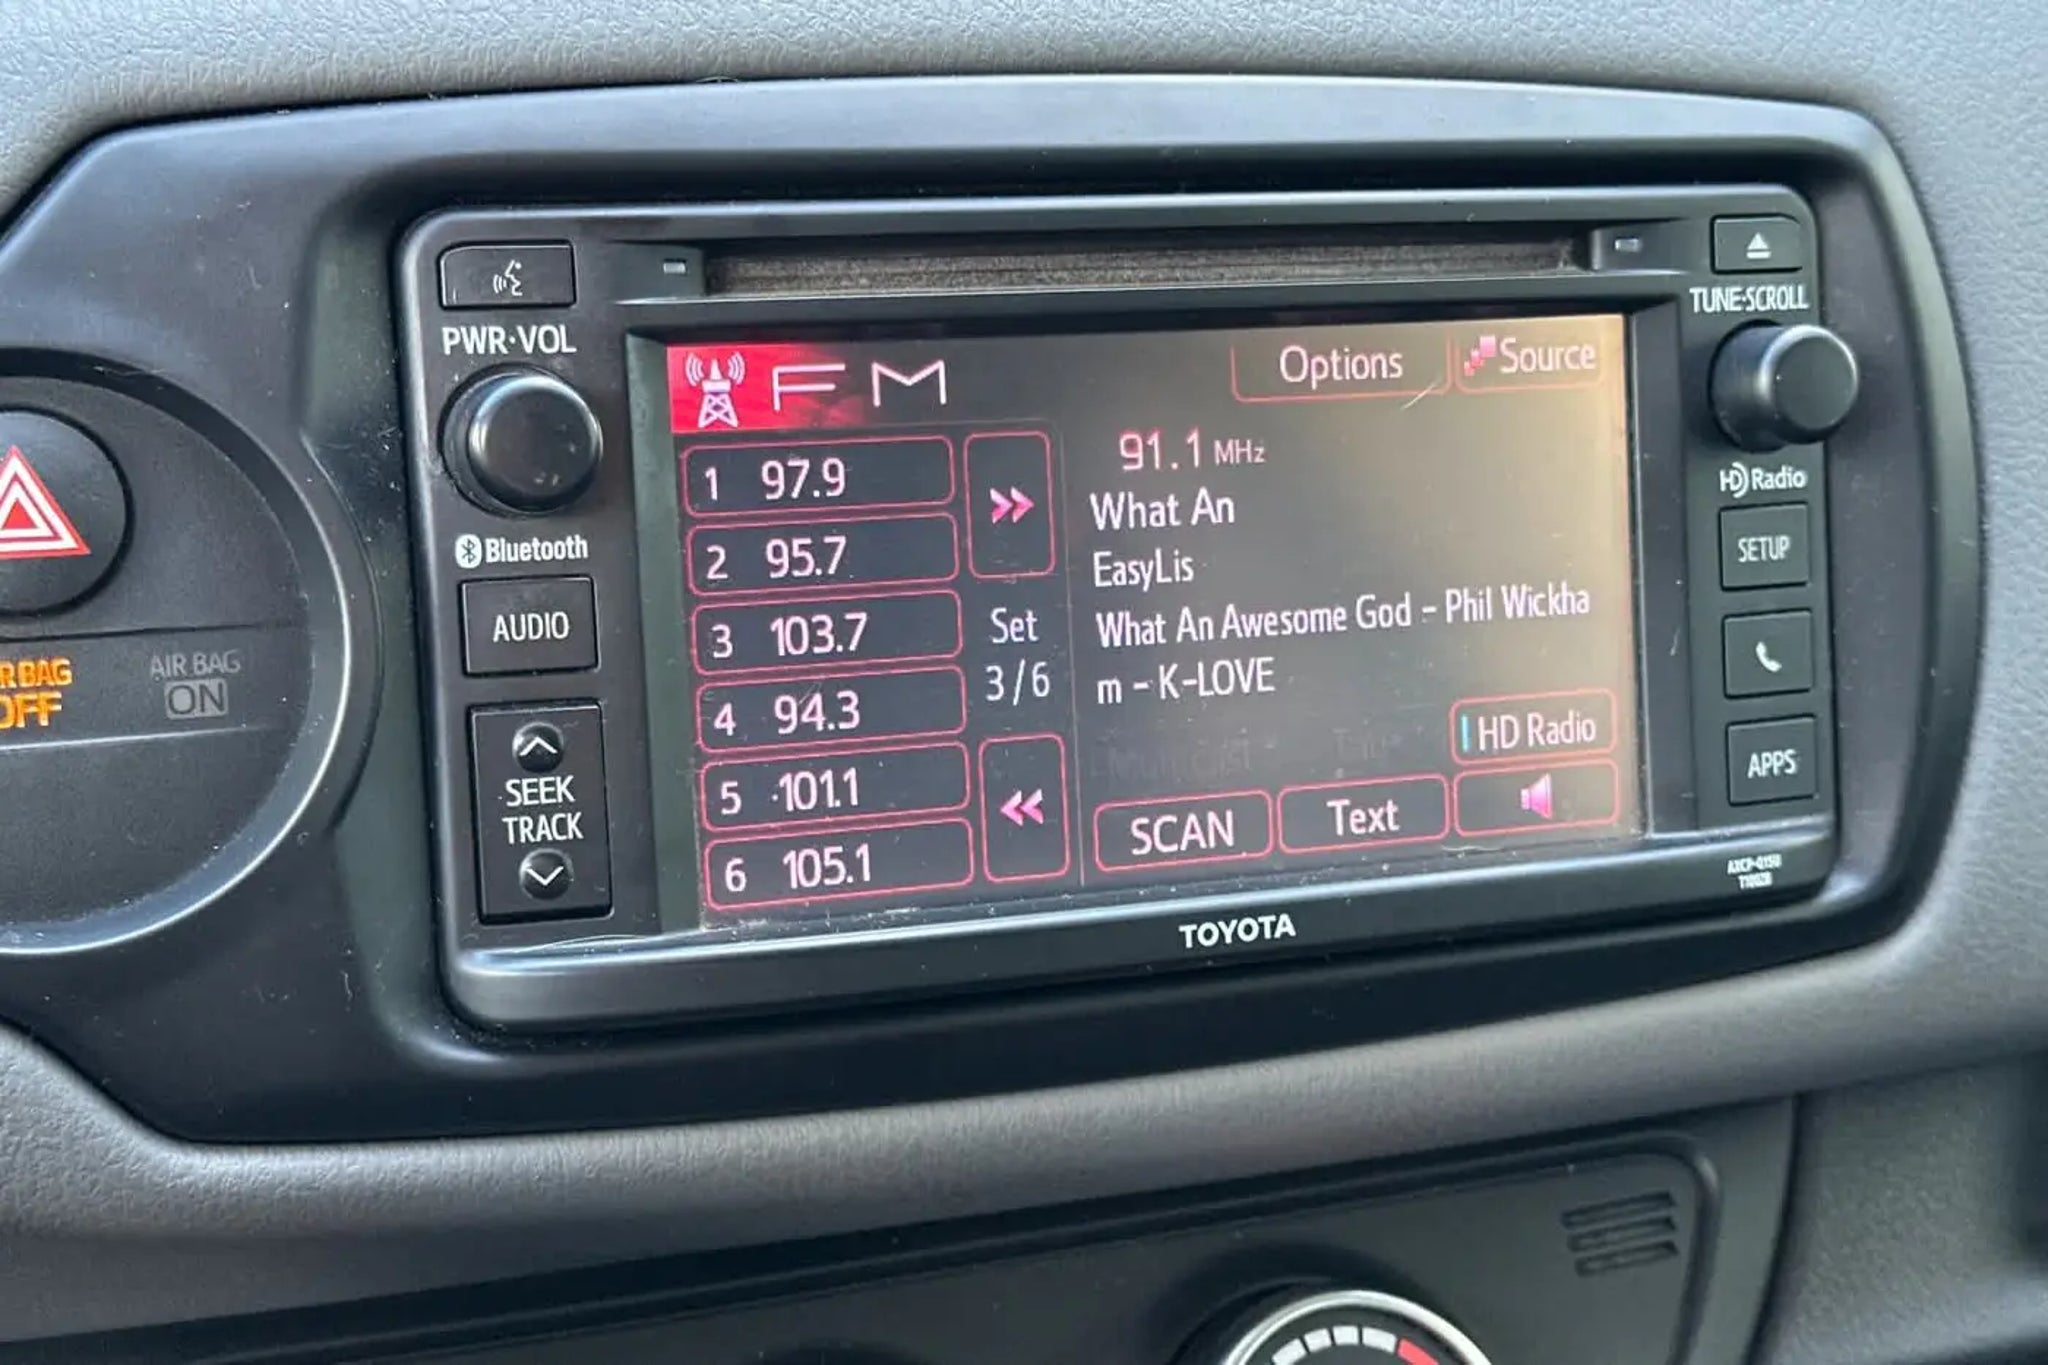 TUNE·SCROLL
PWR·VOL
FM
Options
Source
91.1 MHz
1 97.9
What An
HD Radio
2 95.7
EasyLis
Bluetooth
SETUP
3 103.7
Set
What An Awesome God - Phil Wickha
AUDIO
AIR BAG
ON
R BAG
OFF
4 94.3
3/6
m - K-LOVE
HD Radio
APPS
SEEK
TRACK
5 101.1
SCAN
Text
6 105.1
TOYOTA